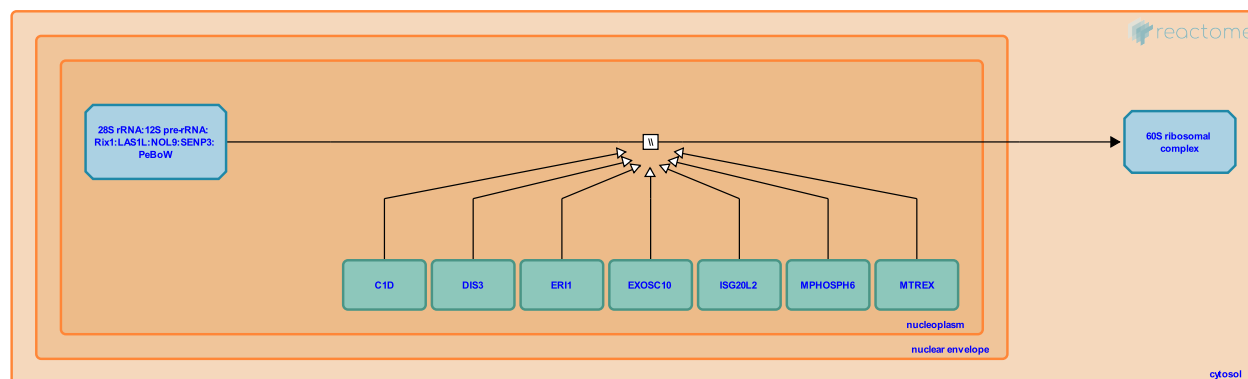 reactome
28S rRNA:12S pre-rRNA:
Rix1:LAS1L:NOL9:SENP3:
PeBoW
\\
60S ribosomal
complex
C1D
DIS3
ERI1
EXOSC10
ISG20L2
MPHOSPH6
MTREX
nucleoplasm
nuclear envelope
cytosol